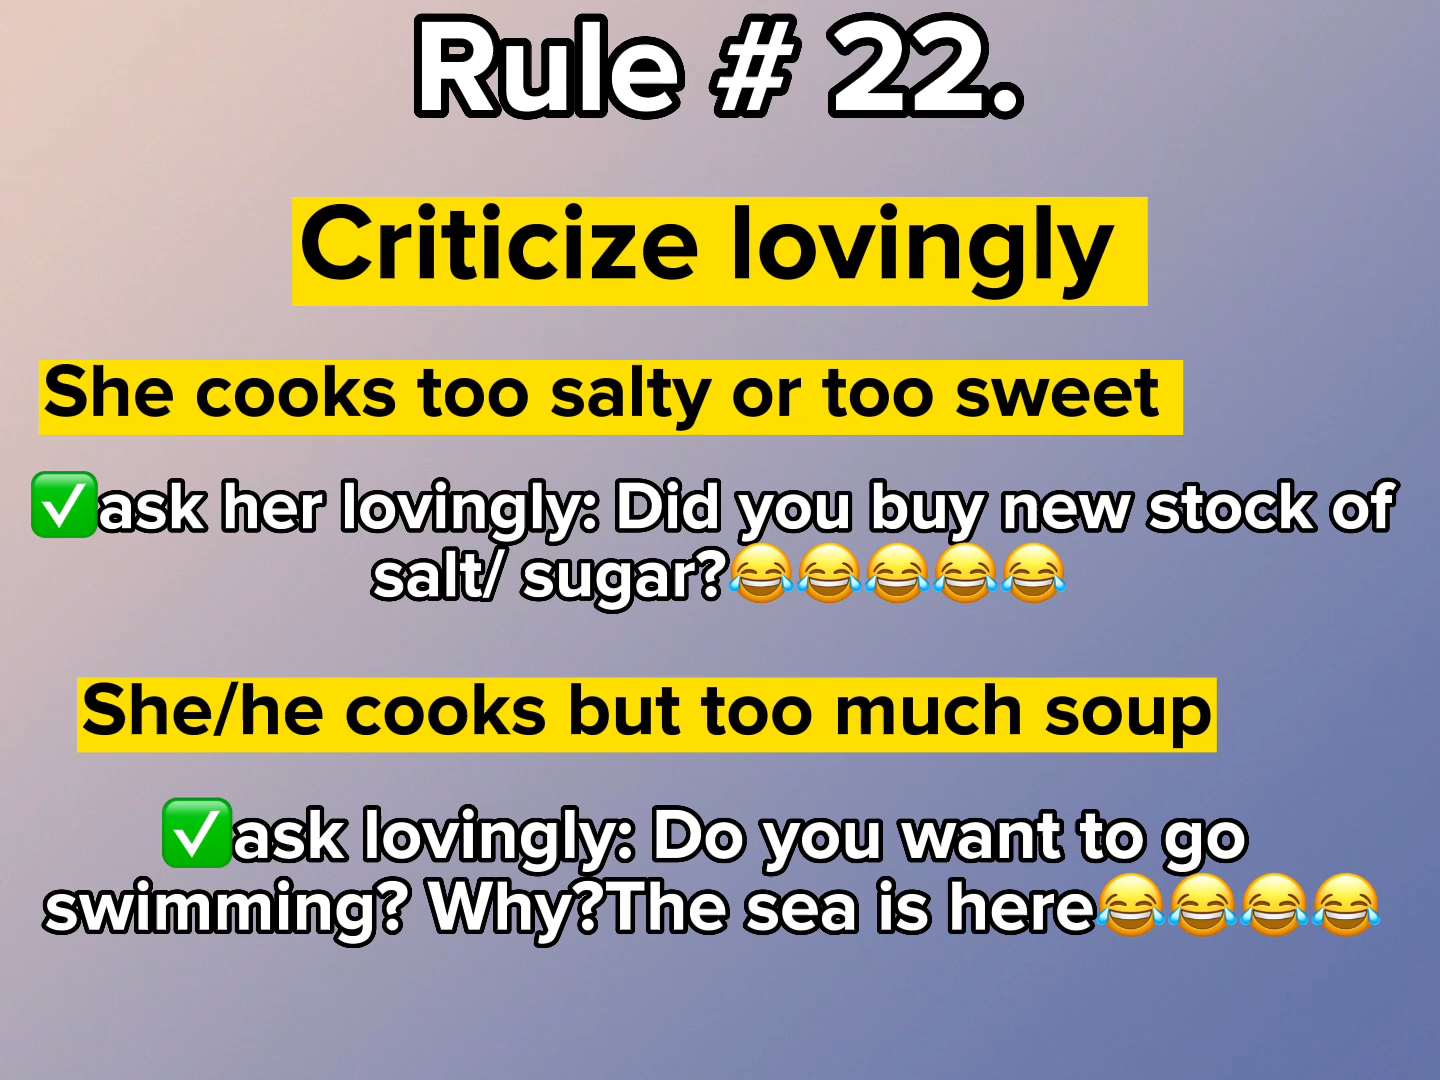 Rule # 22.
Criticize lovingly
She cooks too salty or too sweet
✅ask her lovingly: Did you buy new stock of
salt/ sugar?😂😂😂😂😂
She/he cooks but too much soup
✅ask lovingly: Do you want to go
swimming? Why?The sea is here😂😂😂😂